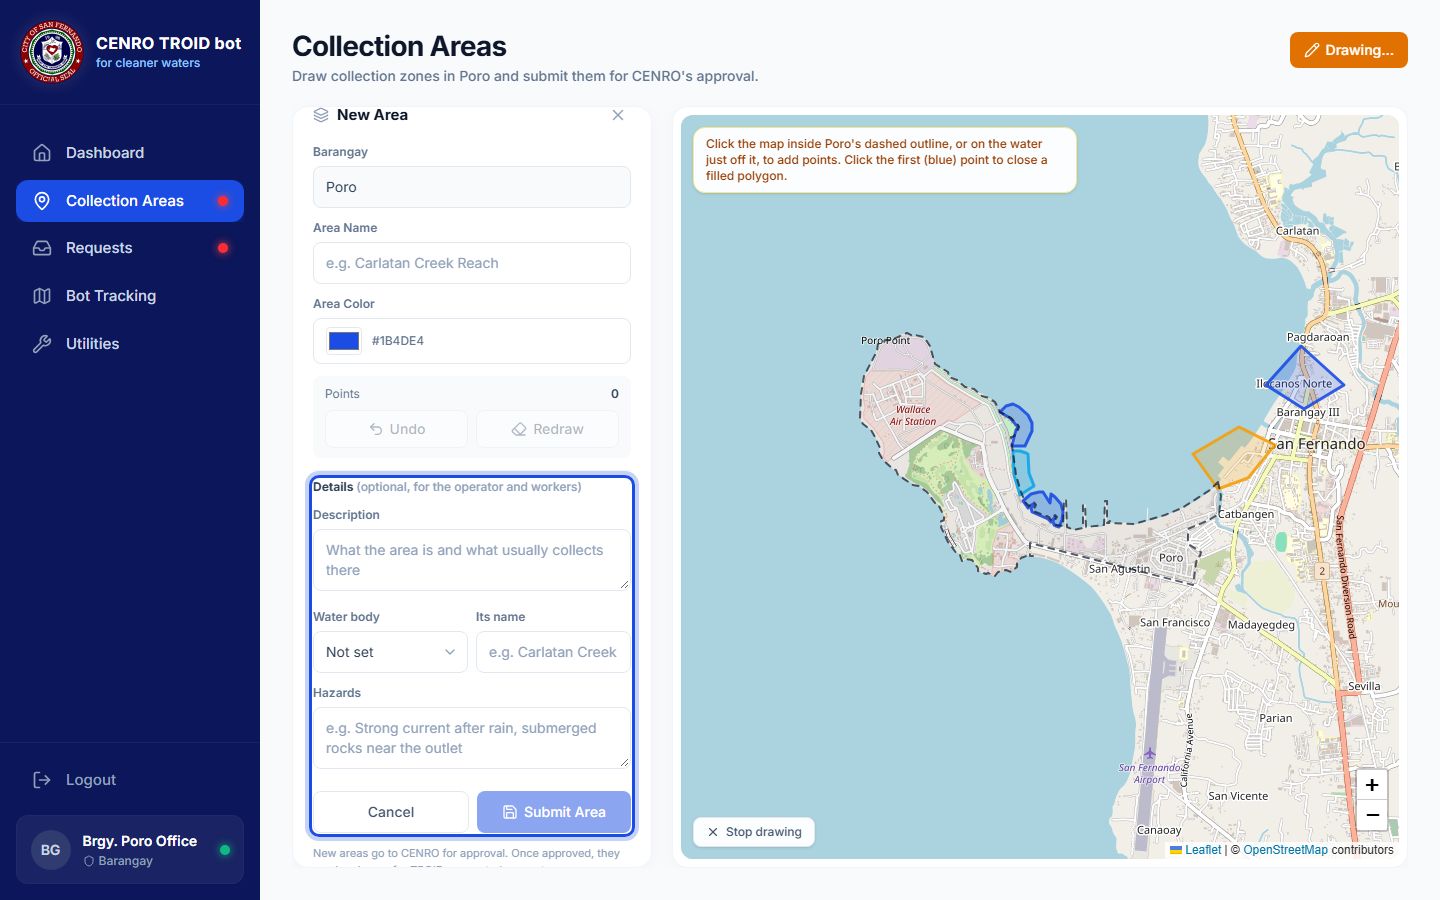 CITY OF SAN FERNANDO
OFFICIAL SEAL
CENRO TROID bot
for cleaner waters
Dashboard
Collection Areas
Requests
Bot Tracking
Utilities
Logout
BG
Brgy. Poro Office
Barangay
Collection Areas
Draw collection zones in Poro and submit them for CENRO's approval.
Drawing...
New Area
Barangay
Poro
Area Name
e.g. Carlatan Creek Reach
Area Color
#1B4DE4
Points
0
Undo
Redraw
Details (optional, for the operator and workers)
Description
What the area is and what usually collects
there
Water body
Its name
Not set
e.g. Carlatan Creek
Hazards
e.g. Strong current after rain, submerged
rocks near the outlet
Cancel
Submit Area
New areas go to CENRO for approval. Once approved, they
Click the map inside Poro's dashed outline, or on the water
just off it, to add points. Click the first (blue) point to close a
filled polygon.
Carlatan
Pagdaraoan
Poro Point
Ilocanos Norte
Barangay III
Wallace
Air Station
San Fernando
Catbangen
San Fernando Diversion Road
Poro
San Agustin
2
Mou
San Francisco
Madayegdeg
Sevilla
Parian
California Avenue
San Fernando
Airport
San Vicente
Canaoay
+
−
Stop drawing
Leaflet | © OpenStreetMap contributors